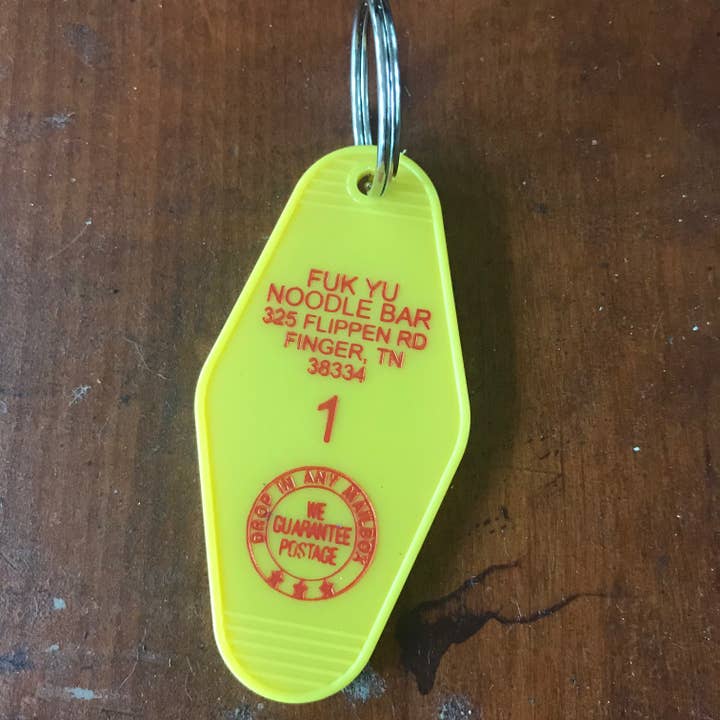 FUK YU
NOODLE BAR
325 FLIPPEN RD
FINGER, TN
38334
1
DROP IN ANY MAILBOX
WE
GUARANTEE
POSTAGE